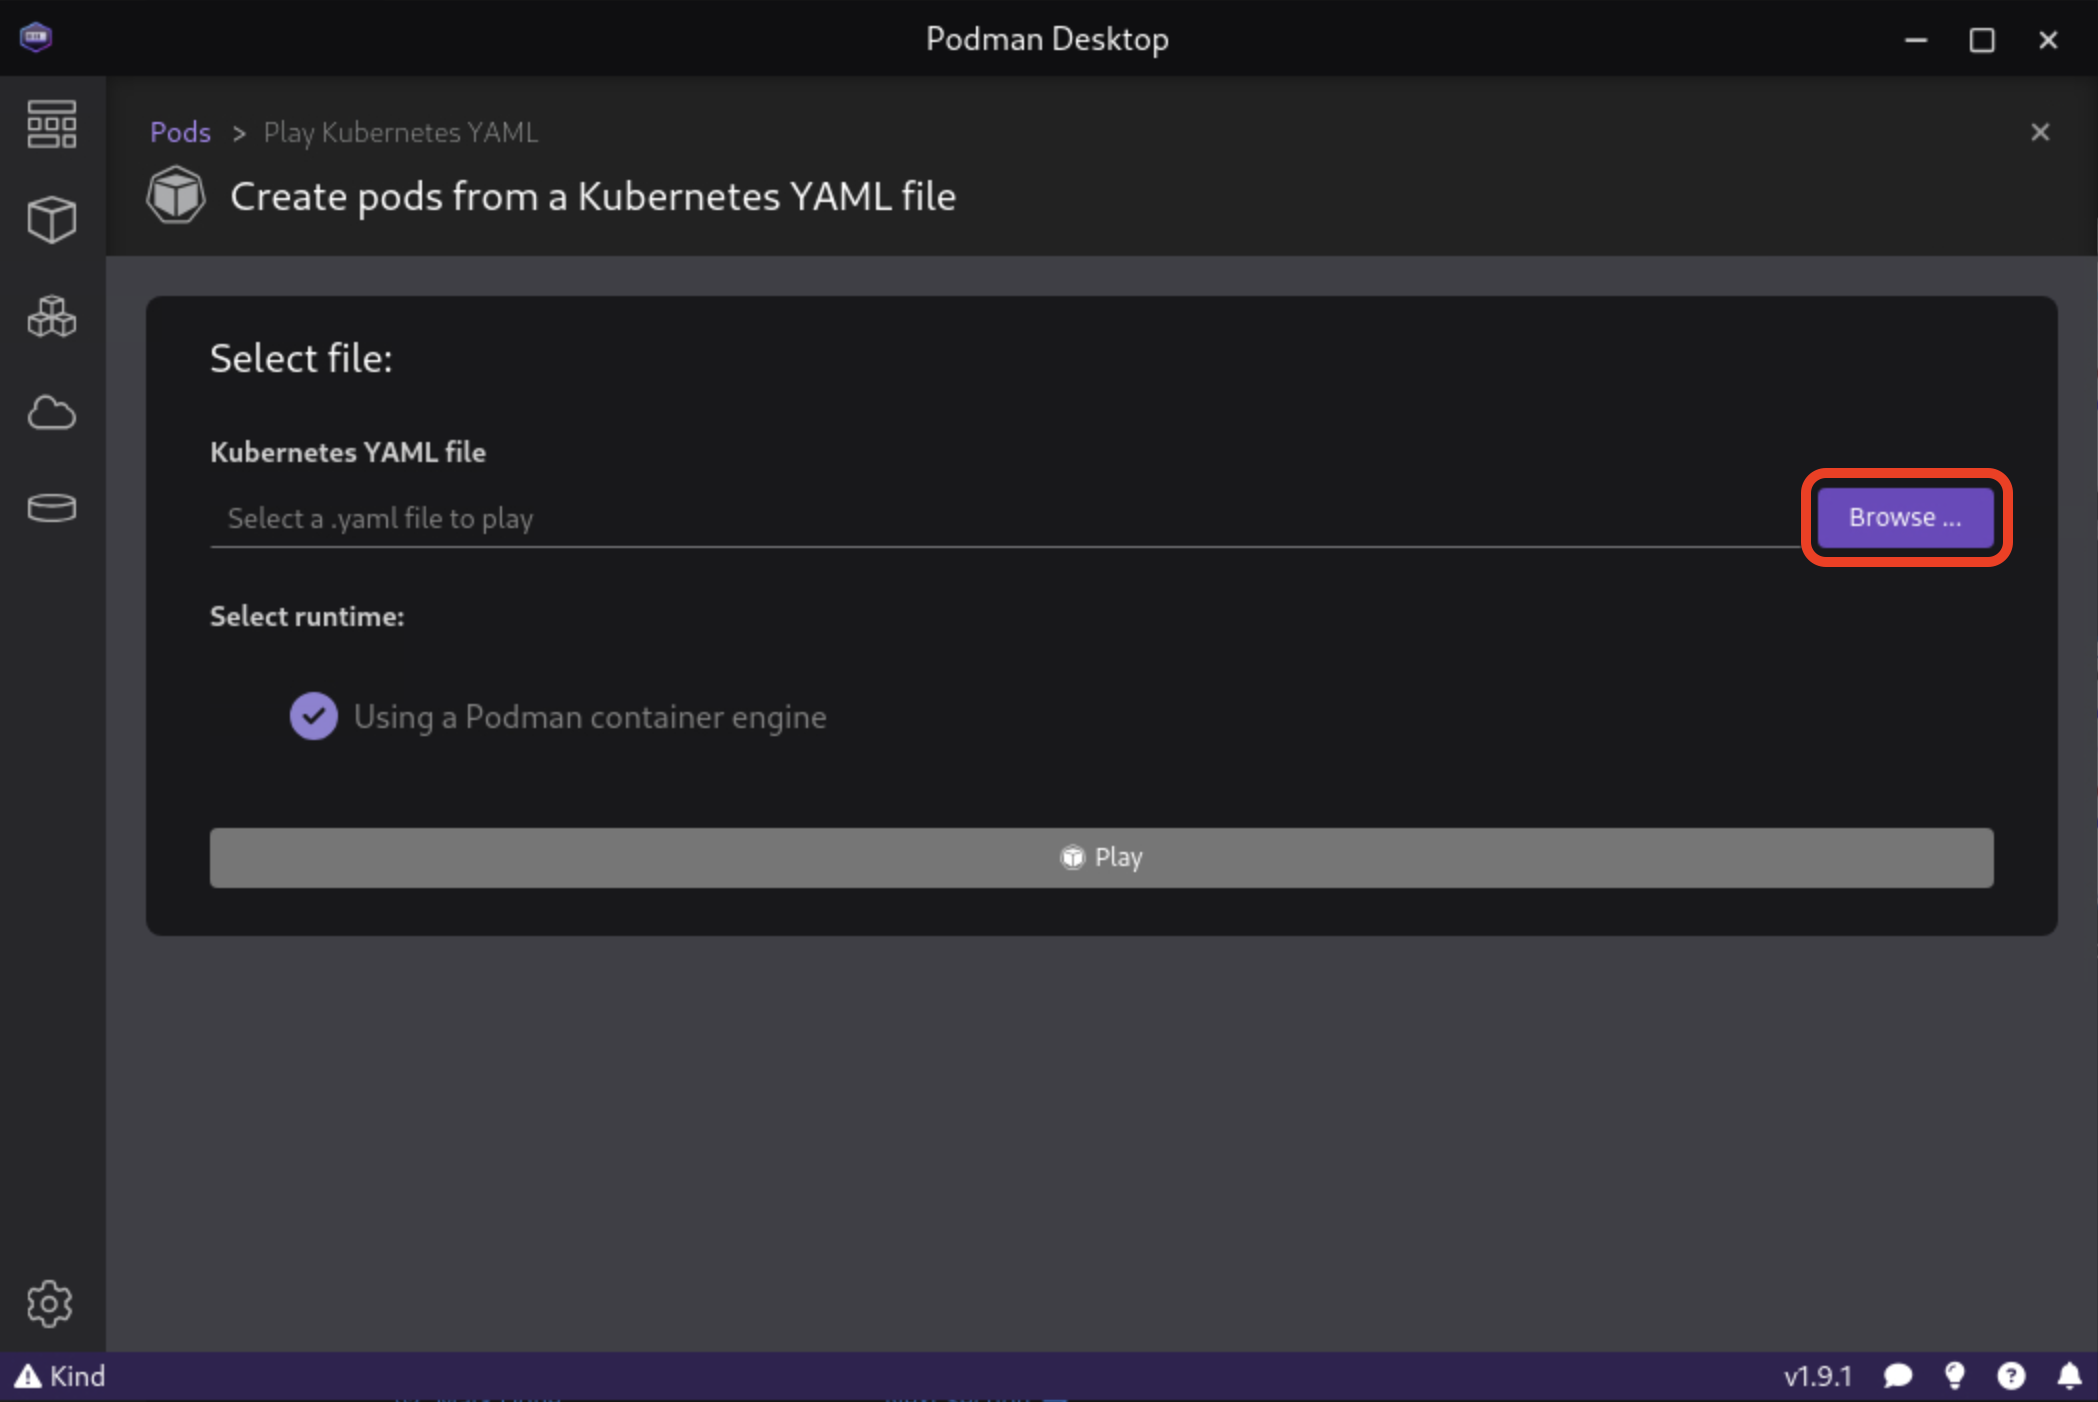 Podman Desktop
Pods > Play Kubernetes YAML
Create pods from a Kubernetes YAML file
Select file:
Kubernetes YAML file
Select a .yaml file to play
Browse ...
Select runtime:
Using a Podman container engine
Play
Kind
v1.9.1